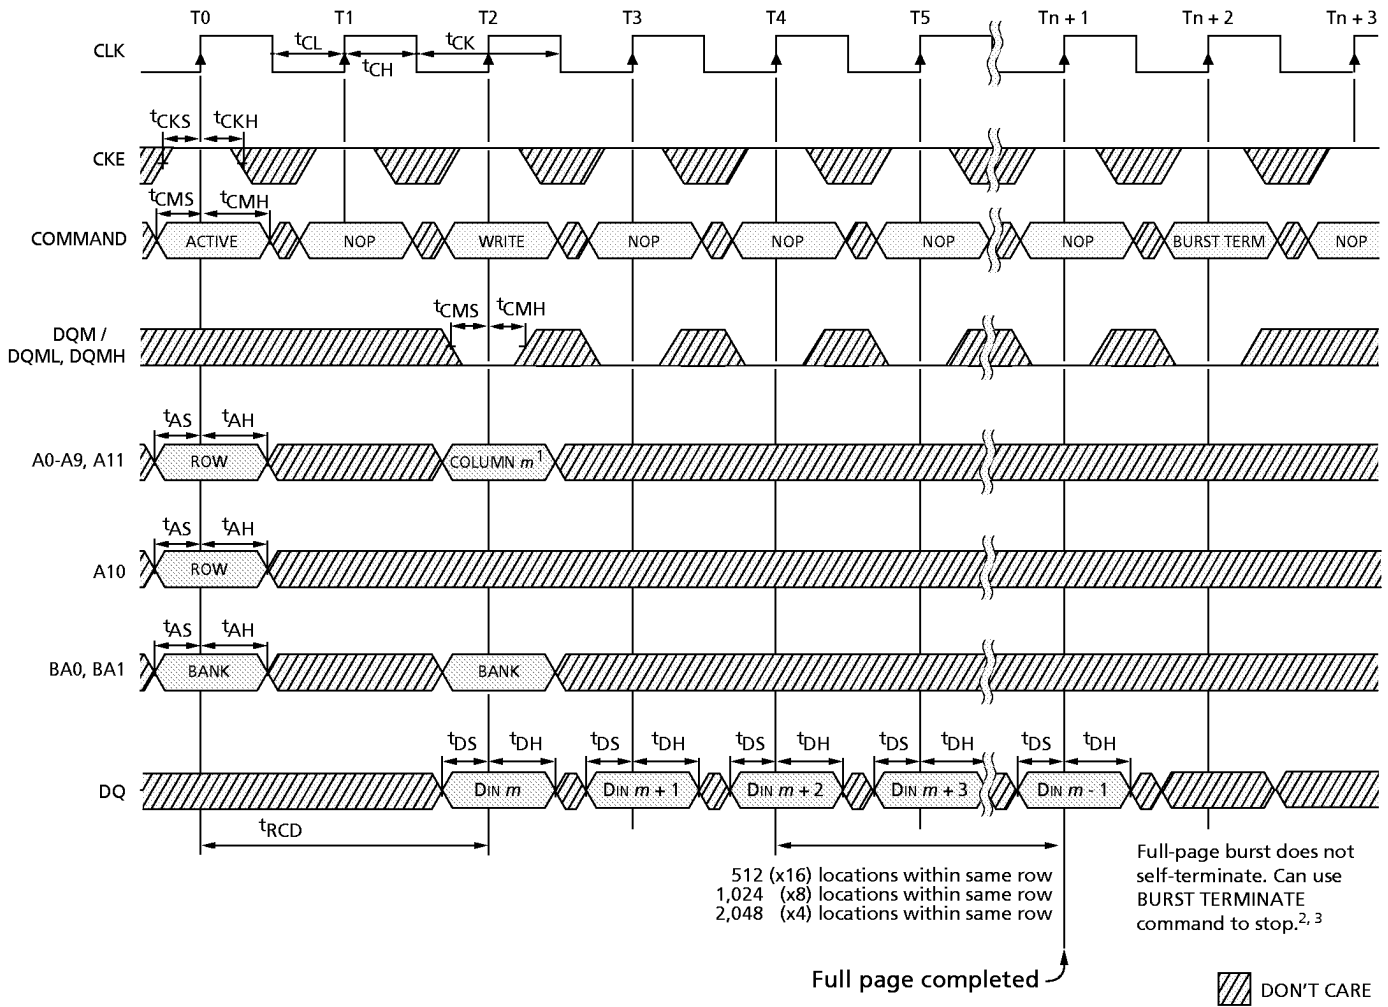 T0 T1 T2 T3 T4 T5 Tn + 1 Tn + 2 Tn + 3
CLK tCL tCH tCK
tCKS tCKH
CKE
tCMS tCMH
COMMAND ACTIVE NOP WRITE NOP NOP NOP NOP BURST TERM NOP
tCMS tCMH
DQM /
DQML, DQMH
tAS tAH
A0-A9, A11 ROW COLUMN m1
tAS tAH
A10 ROW
tAS tAH
BA0, BA1 BANK BANK
tDS tDH tDS tDH tDS tDH tDS tDH tDS tDH
DQ DIN m DIN m + 1 DIN m + 2 DIN m + 3 DIN m - 1
tRCD
512 (x16) locations within same row
1,024 (x8) locations within same row
2,048 (x4) locations within same row
Full-page burst does not
self-terminate. Can use
BURST TERMINATE
command to stop.2, 3
Full page completed
DON'T CARE